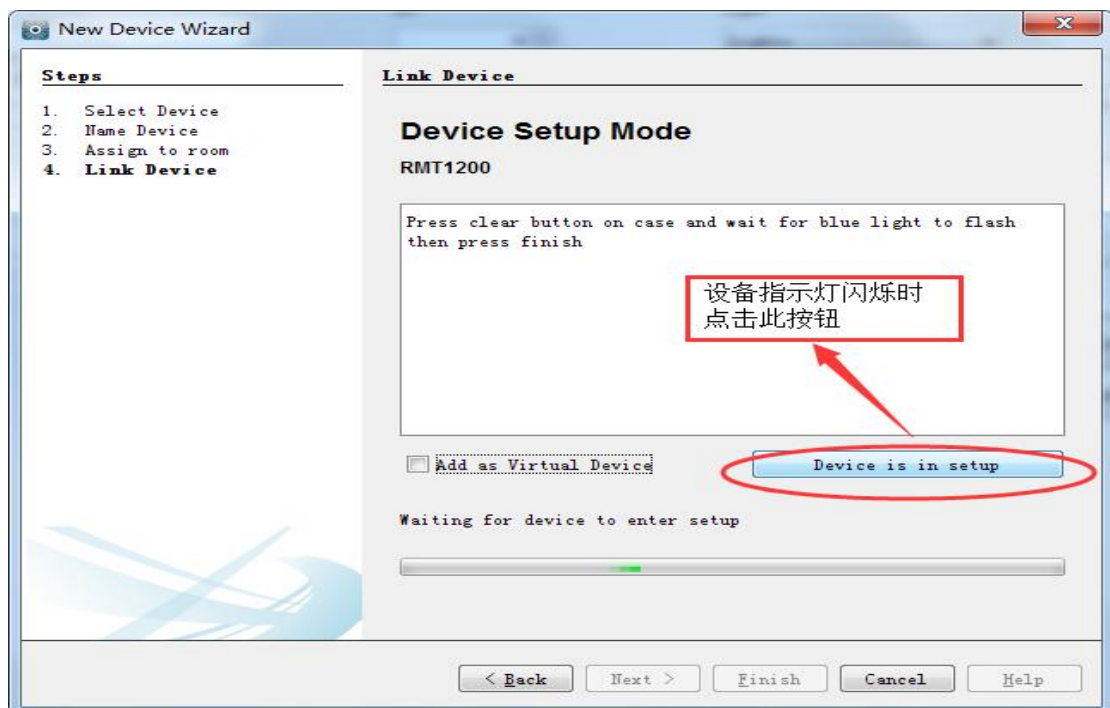 New Device Wizard
Steps
1. Select Device
2. Name Device
3. Assign to room
4. Link Device
Link Device
Device Setup Mode
RMT1200
Press clear button on case and wait for blue light to flash
then press finish
设备指示灯闪烁时
点击此按钮
Add as Virtual Device
Device is in setup
Waiting for device to enter setup
< Back
Next >
Finish
Cancel
Help